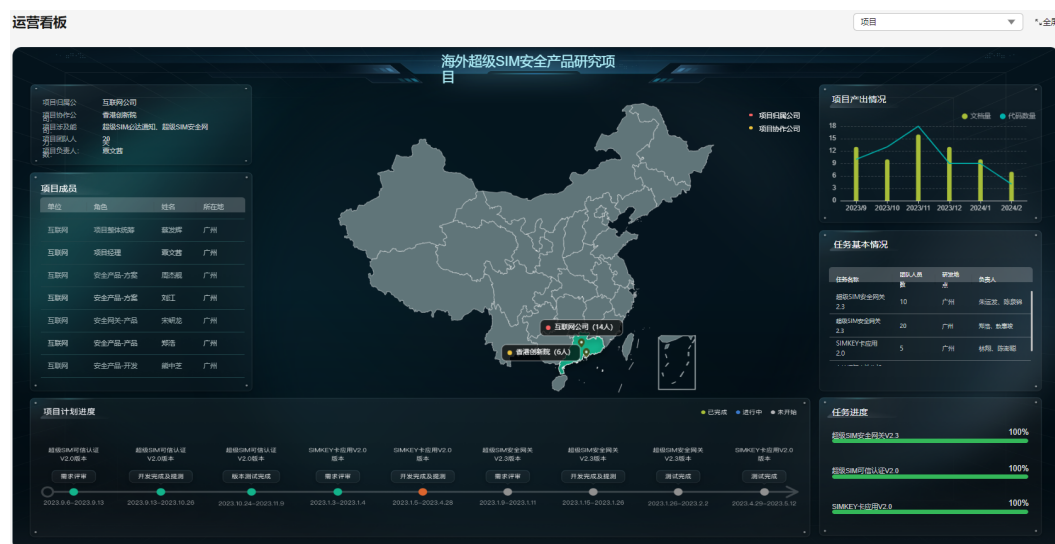 运营看板
项目
全屏
海外超级SIM安全产品研究项
目
项目归属公
互联网公司
项目协作公
香港创新院
项目涉及能
超级SIM必达通知，超级SIM安全网
关
项目团队人
20
项目负责人:
数:
项目成员
单位 角色 姓名 所在地
互联网 项目整体统筹 广州
互联网 项目经理 广州
互联网 安全产品-方案 广州
互联网 安全产品-方案 刘江 广州
互联网 安全网关-产品 宋研龙 广州
互联网 安全产品-产品 郑浩 广州
互联网 安全产品-开发 广州
项目归属公司
项目协作公司
互联网公司（14人）
香港创新院（6人）
项目产出情况
文档量 代码数量
18
15
12
9
6
3
0
2023/9 2023/10 2023/11 2023/12 2024/1 2024/2
任务基本情况
任务名称 团队人员
数 研发地
点 负责人
超级SIM安全网关
2.3 10 广州
超级SIM安全网关
2.3 20 广州
SIMKEY卡应用
2.0 5 广州
项目计划进度
已完成 进行中 未开始
超级SIM可信认证
V2.0版本
超级SIM可信认证
V2.0版本
超级SIM可信认证
V2.0版本
SIMKEY卡应用V2.0
版本
SIMKEY卡应用V2.0
版本
超级SIM安全网关
V2.3版本
超级SIM安全网关
V2.3版本
超级SIM安全网关
V2.3版本
SIMKEY卡应用V2.0
版本
需求评审 开发完成及提测 版本测试完成 需求评审 开发完成及提测 需求评审 开发完成及提测 测试完成 测试完成
2023.8.6-2023.9.13 2023.9.13-2023.10.26 2023.10.24-2023.11.9 2023.1.3-2023.1.4 2023.1.5-2023.4.28 2023.1.9-2023.1.11 2023.1.15-2023.1.26 2023.1.29-2023.2.2 2023.4.29-2023.5.12
任务进度
超级SIM安全网关V2.3 100%
超级SIM可信认证V2.0 100%
SIMKEY卡应用V2.0 100%